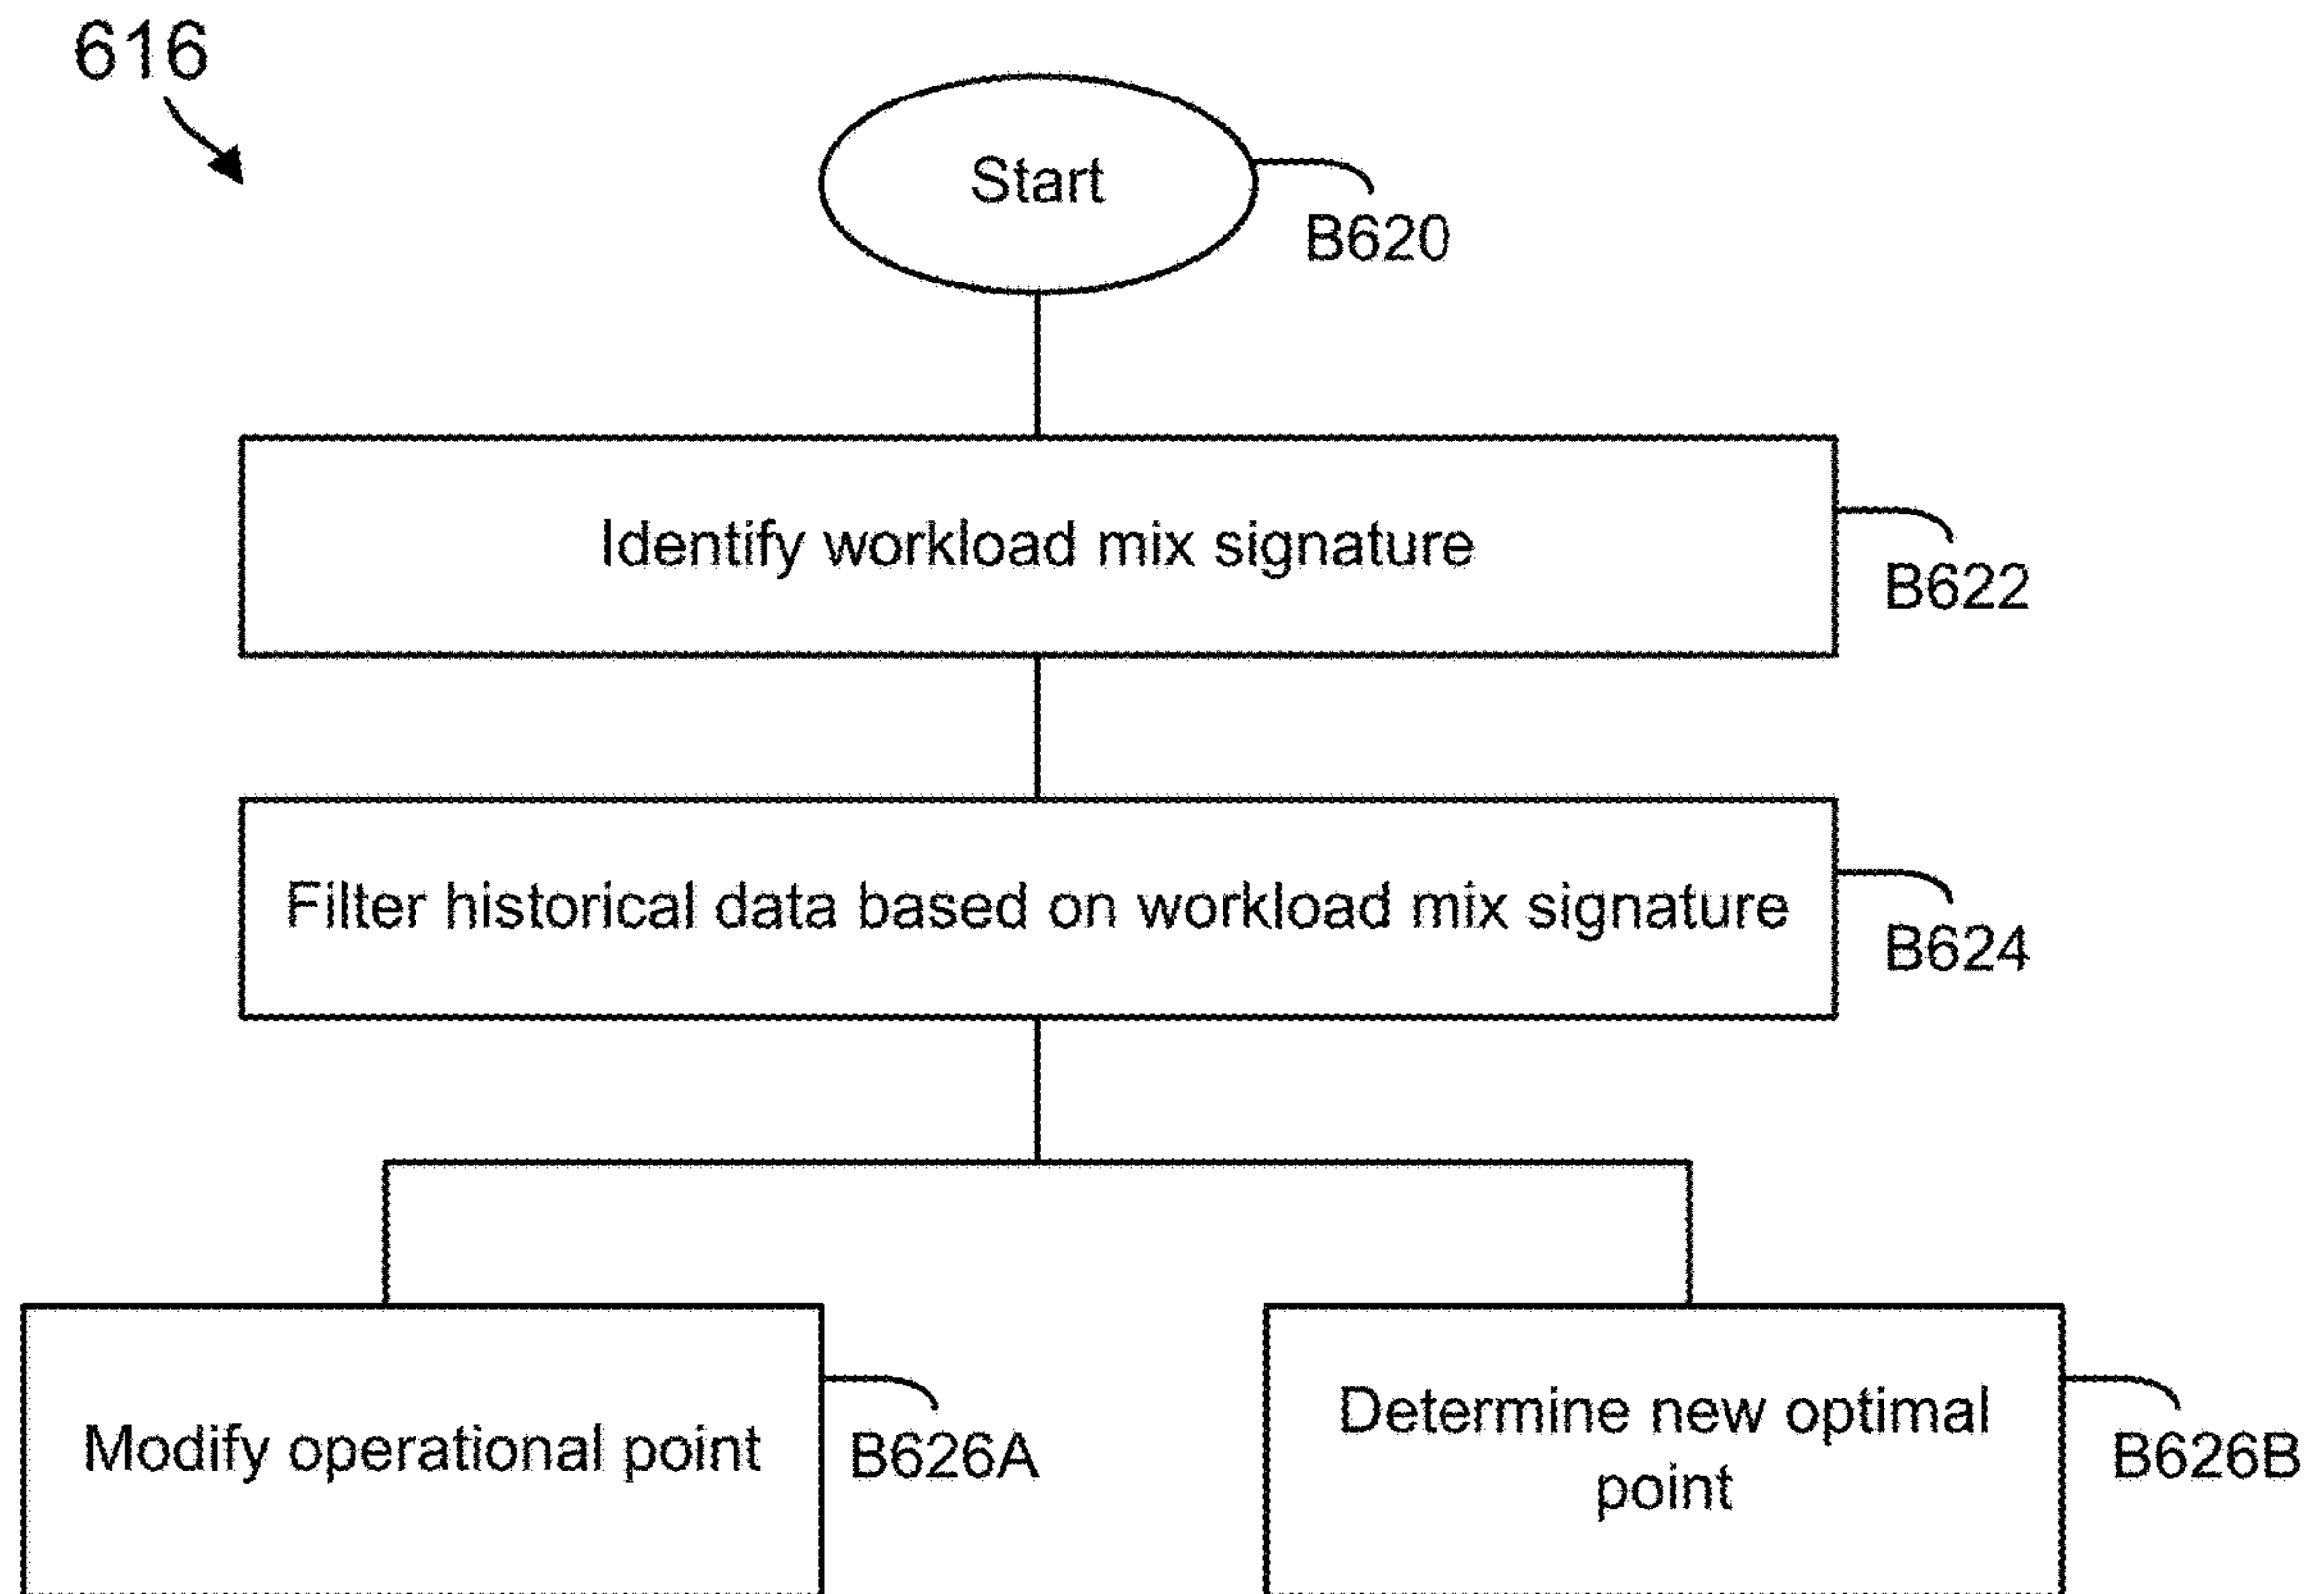 616
Start
B620
Identify workload mix signature
B622
Filter historical data based on workload mix signature
B624
Modify operational point
B626A
Determine new optimal
point
B626B